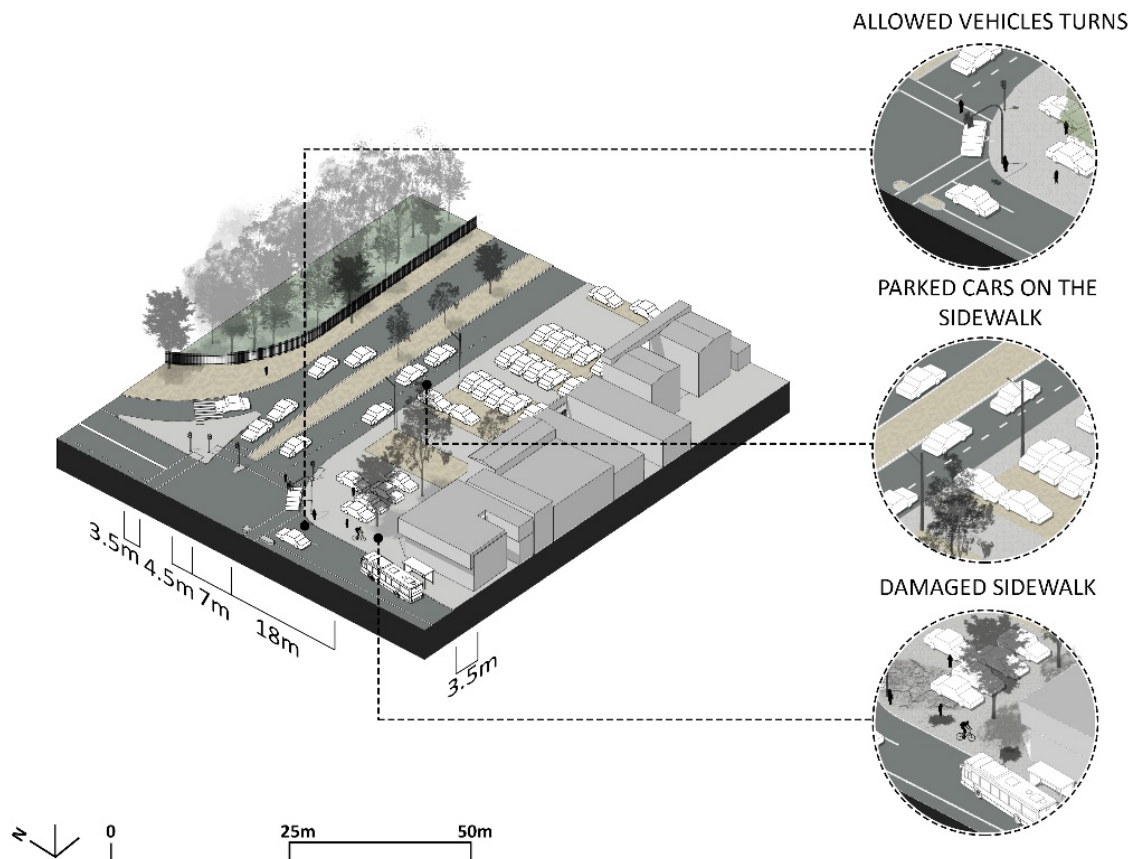 ALLOWED VEHICLES TURNS
PARKED CARS ON THE
SIDEWALK
DAMAGED SIDEWALK
3.5m
4.5m
7m
18m
3.5m
N
0
25m
50m